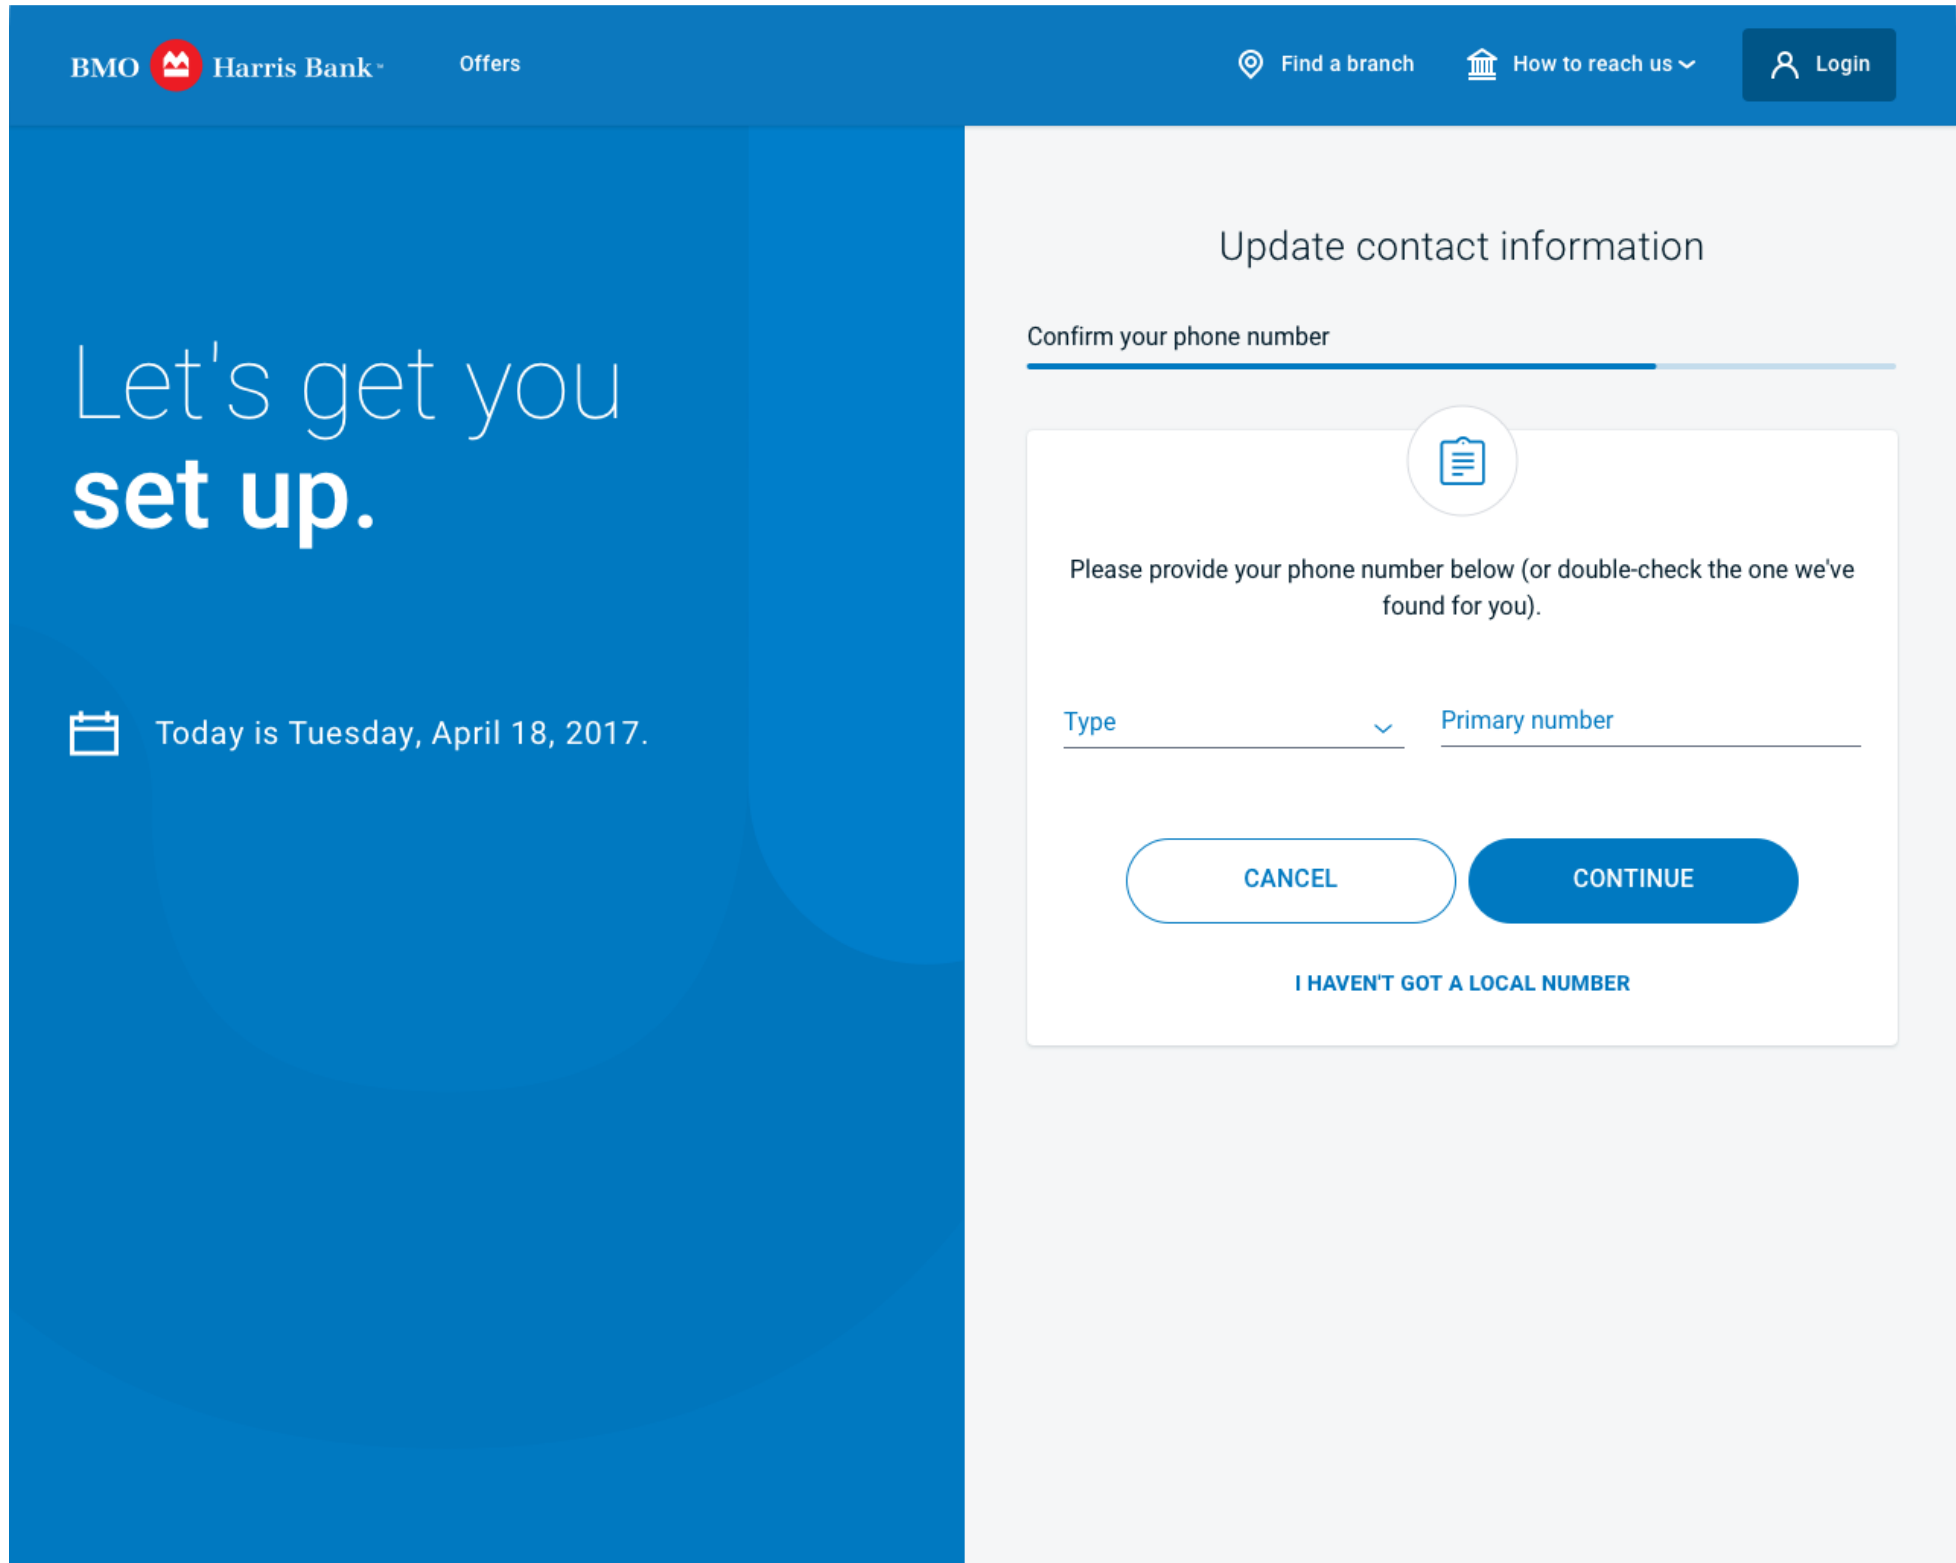 BMO Harris Bank
Offers
Find a branch
How to reach us
Login
Let's get you
set up.
Today is Tuesday, April 18, 2017.
Update contact information
Confirm your phone number
Please provide your phone number below (or double-check the one we've
found for you).
Type
Primary number
CANCEL
CONTINUE
I HAVEN'T GOT A LOCAL NUMBER